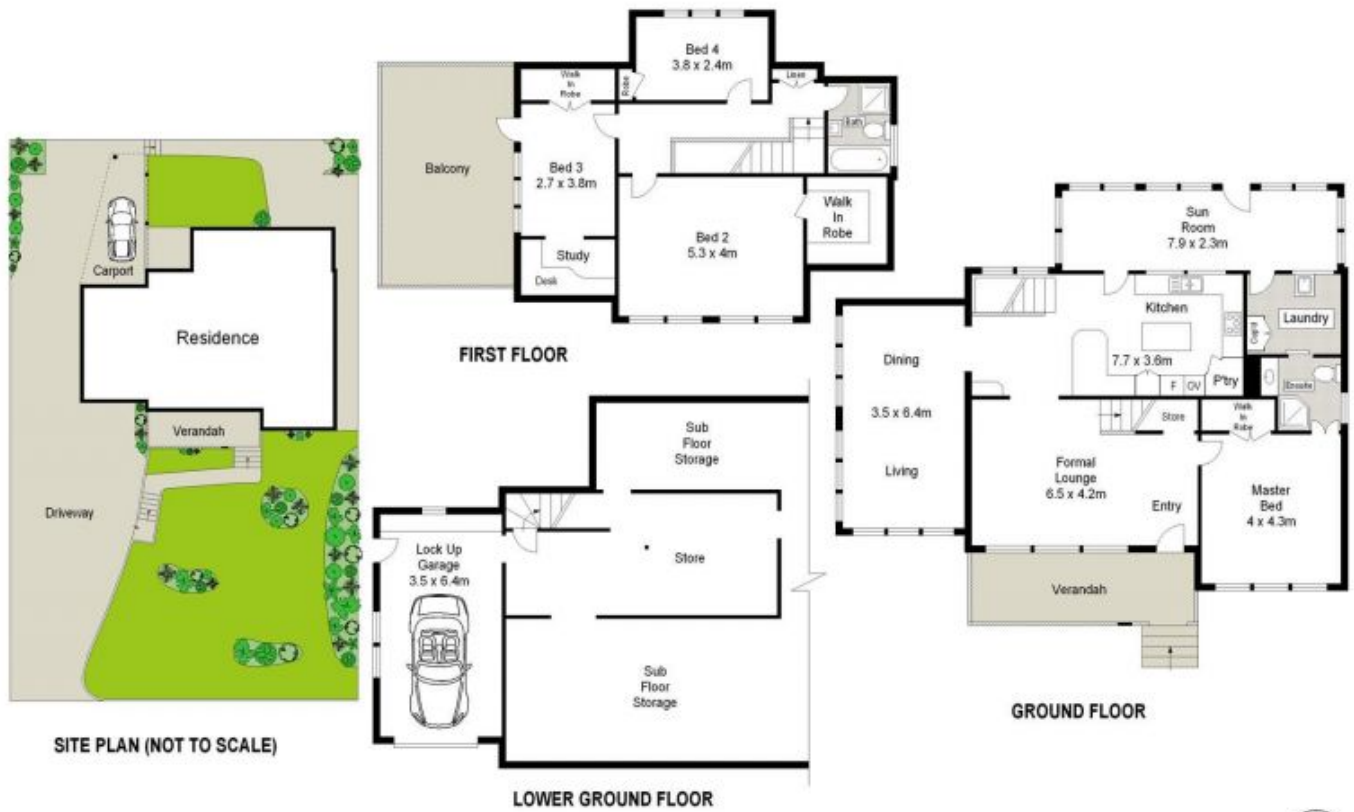 Carport
Residence
Verandah
Driveway
SITE PLAN (NOT TO SCALE)
Bed 4
3.8 x 2.4m
Walk
In
Robe
Robe
Linen
Bath
Balcony
Bed 3
2.7 x 3.8m
Walk
In
Robe
Bed 2
5.3 x 4m
Study
Desk
FIRST FLOOR
Sub
Floor
Storage
Lock Up
Garage
3.5 x 6.4m
Store
Sub
Floor
Storage
LOWER GROUND FLOOR
Sun
Room
7.9 x 2.3m
Kitchen
7.7 x 3.6m
Laundry
Cup'd
Dining
3.5 x 6.4m
Living
F
OV
P'try
Ensuite
Store
Walk
In
Robe
Formal
Lounge
6.5 x 4.2m
Entry
Master
Bed
4 x 4.3m
Verandah
GROUND FLOOR